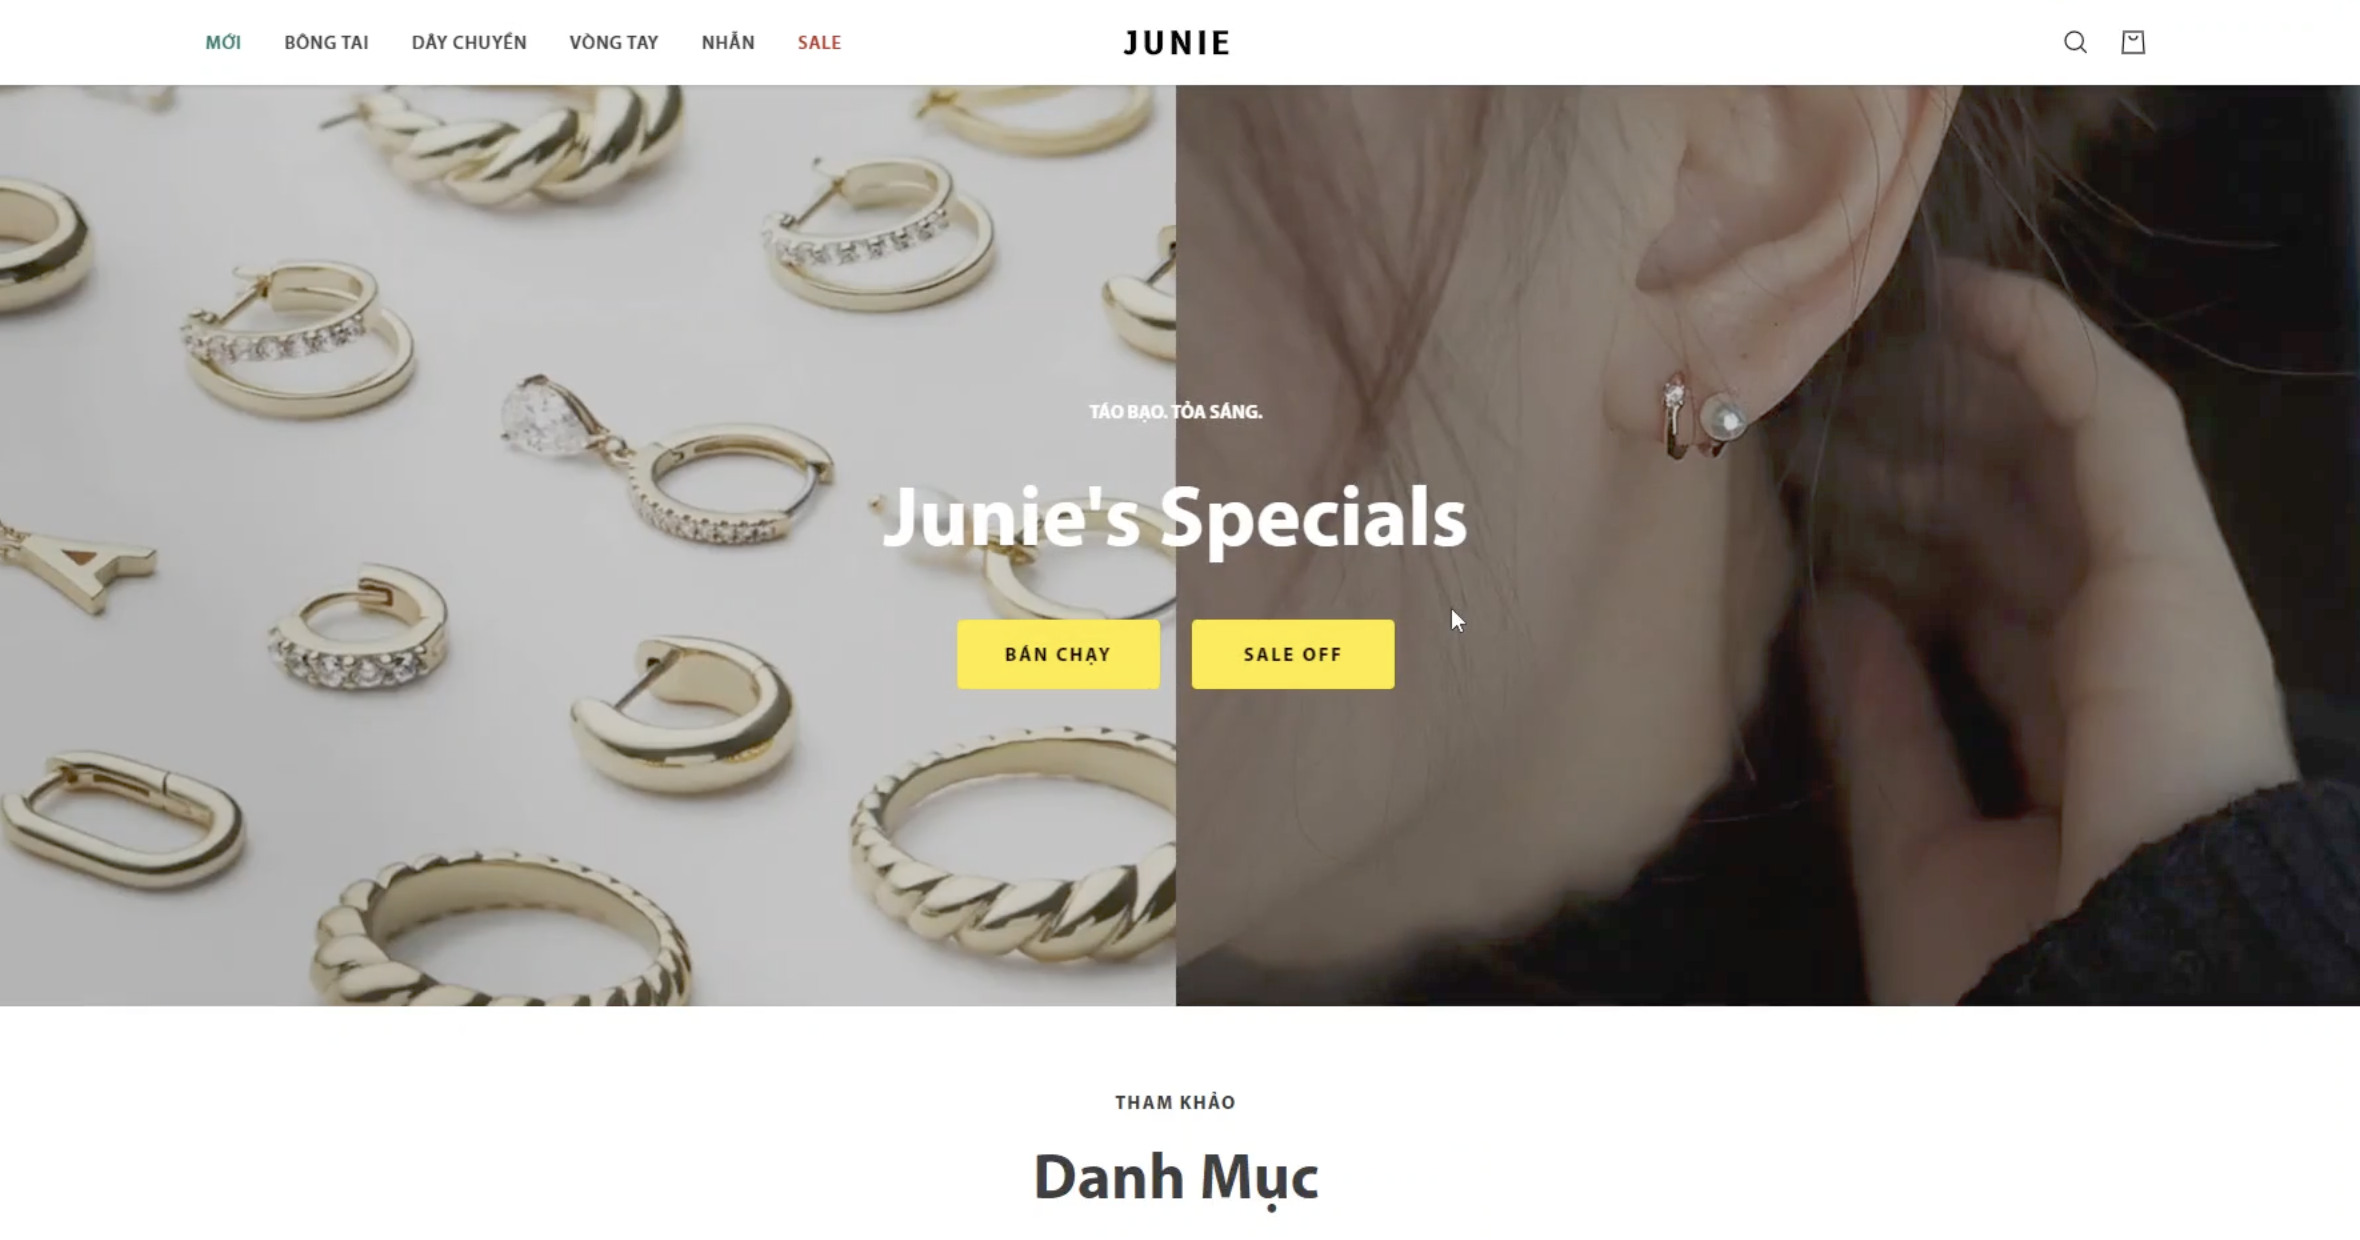 MỚI BÔNG TAI DÂY CHUYỀN VÒNG TAY NHẪN SALE JUNIE
TÁO BẠO. TỎA SÁNG.
Junie's Specials
BÁN CHẠY SALE OFF
THAM KHẢO
Danh Mục